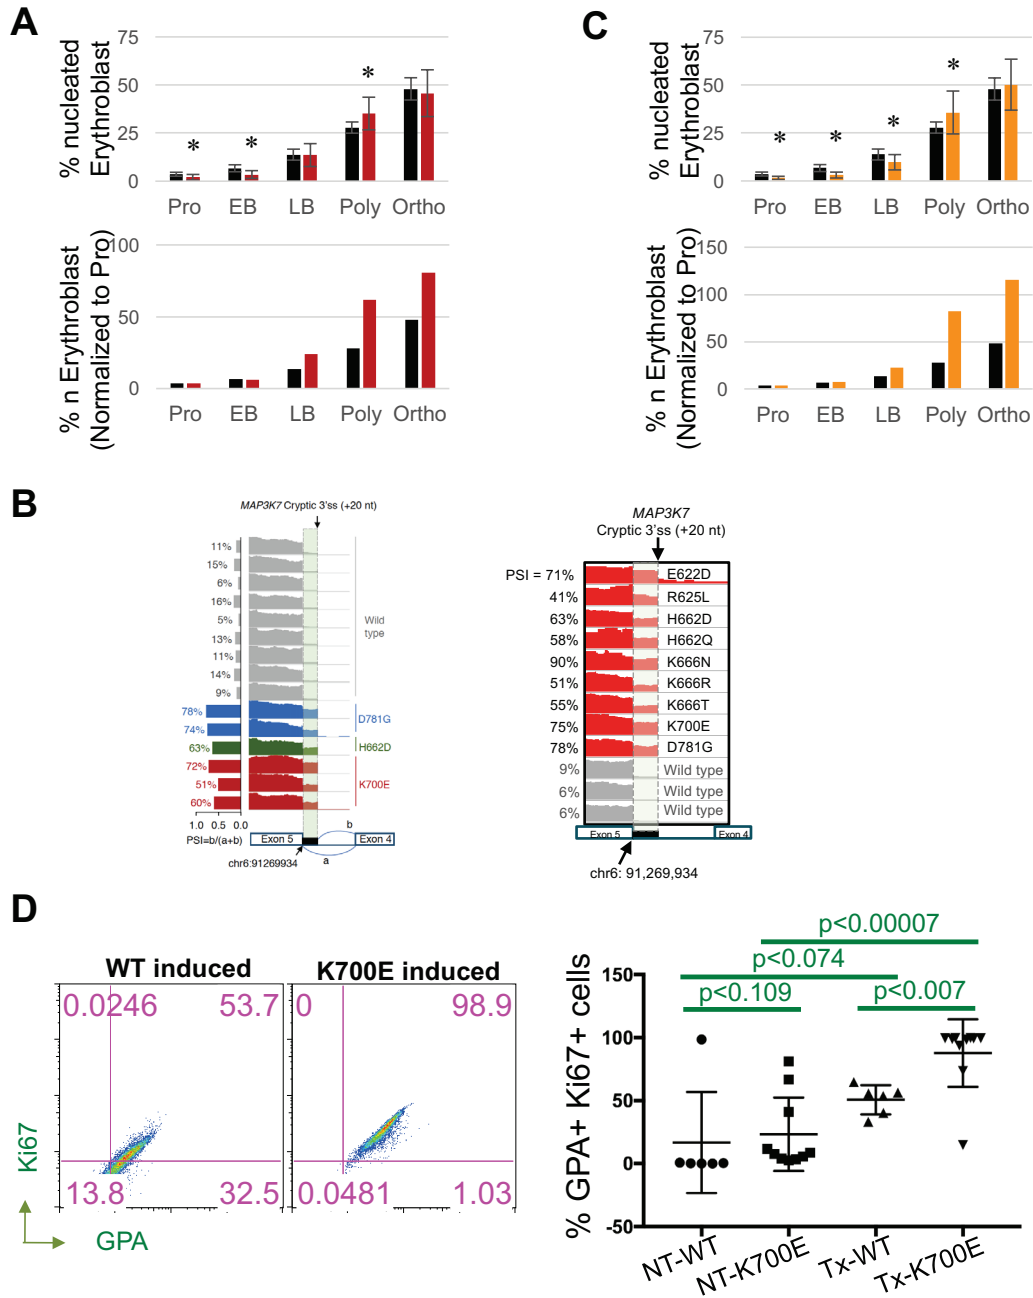 A
% nucleated
Erythroblast
75
50
25
0
*
*
*
Pro
EB
LB
Poly
Ortho
% n Erythroblast
(Normalized to Pro)
100
50
0
Pro
EB
LB
Poly
Ortho
C
% nucleated
Erythroblast
75
50
25
0
*
*
*
*
Pro
EB
LB
Poly
Ortho
% n Erythroblast
(Normalized to Pro)
150
100
50
0
Pro
EB
LB
Poly
Ortho
B
MAP3K7 Cryptic 3'ss (+20 nt)
11%
15%
6%
16%
5%
13%
11%
14%
9%
78%
74%
63%
72%
51%
60%
Wild
type
D781G
H662D
K700E
1.0 0.5 0.0
PSI=b/(a+b)
b
Exon 5
Exon 4
a
chr6:91269934
MAP3K7
Cryptic 3'ss (+20 nt)
PSI = 71% E622D
41% R625L
63% H662D
58% H662Q
90% K666N
51% K666R
55% K666T
75% K700E
78% D781G
9% Wild type
6% Wild type
6% Wild type
Exon 5
Exon 4
chr6: 91,269,934
D
WT induced
0.0246 53.7
13.8 32.5
K700E induced
0 98.9
0.0481 1.03
Ki67
GPA
p<0.00007
p<0.074
p<0.109
p<0.007
% GPA+ Ki67+ cells
150
100
50
0
-50
NT-WT
NT-K700E
Tx-WT
Tx-K700E